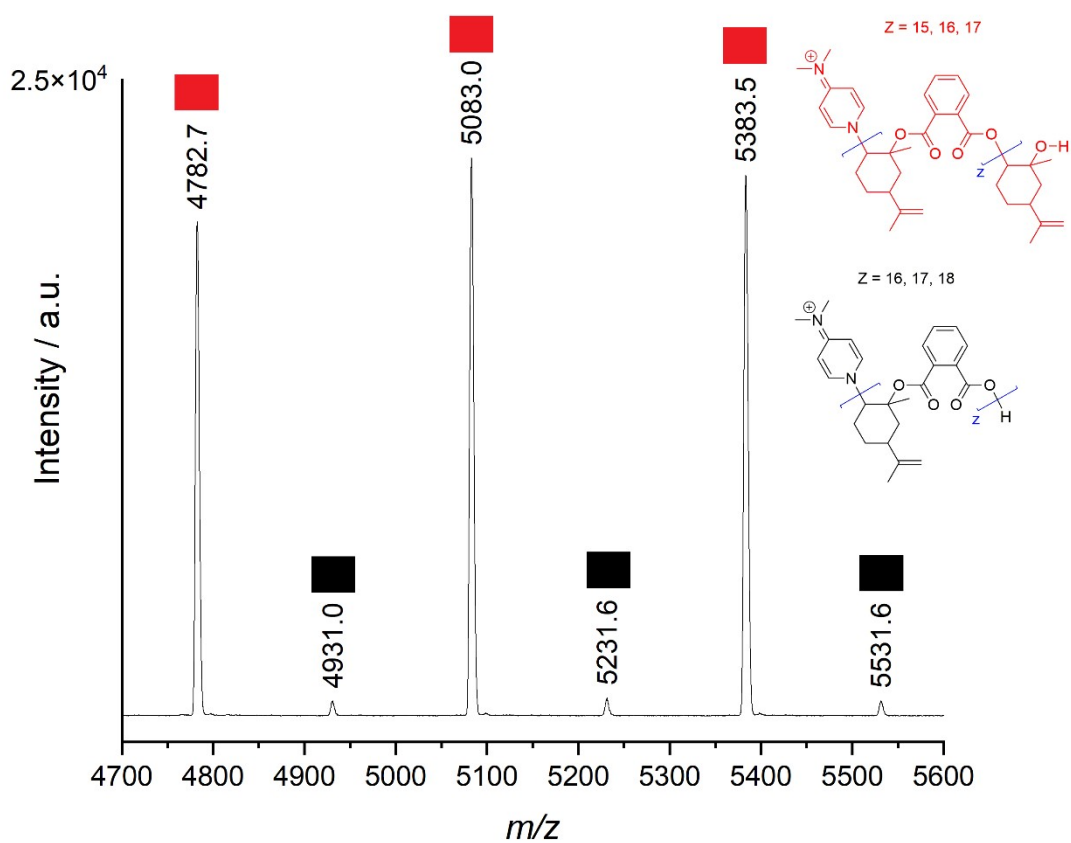 Intensity / a.u.
2.5×10⁴
4782.7
5083.0
5383.5
4931.0
5231.6
5531.6
4700 4800 4900 5000 5100 5200 5300 5400 5500 5600
m/z
Z = 15, 16, 17
⊕
N
N
O
O
O
O
z
O-H
Z = 16, 17, 18
⊕
N
N
O
O
O
O
z
H